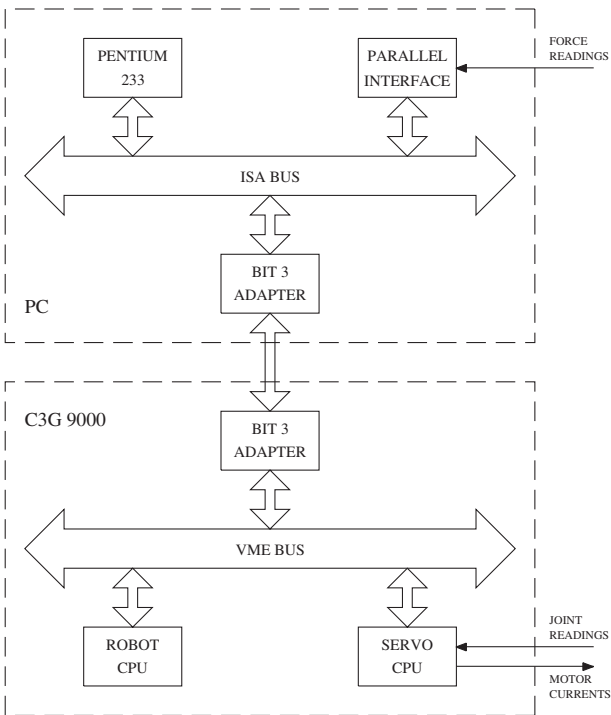 PENTIUM
233
PARALLEL
INTERFACE
FORCE
READINGS
ISA BUS
BIT 3
ADAPTER
PC
C3G 9000
BIT 3
ADAPTER
VME BUS
ROBOT
CPU
SERVO
CPU
JOINT
READINGS
MOTOR
CURRENTS